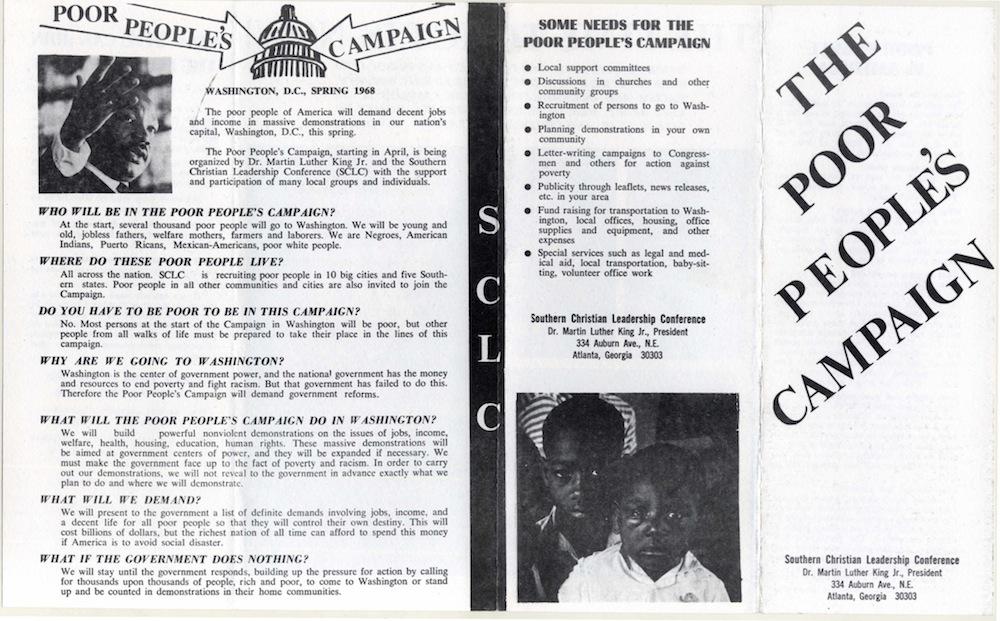 POOR PEOPLE'S CAMPAIGN
WASHINGTON, D.C., SPRING 1968
The poor people of America will demand decent jobs
and income in massive demonstrations in our nation's
capital, Washington, D.C., this spring.
The Poor People's Campaign, starting in April, is being
organized by Dr. Martin Luther King Jr. and the Southern
Christian Leadership Conference (SCLC) with the support
and participation of many local groups and individuals.
WHO WILL BE IN THE POOR PEOPLE'S CAMPAIGN?
At the start, several thousand poor people will go to Washington. We will be young and
old, jobless fathers, welfare mothers, farmers and laborers. We are Negroes, American
Indians, Puerto Ricans, Mexican-Americans, poor white people.
WHERE DO THESE POOR PEOPLE LIVE?
All across the nation. SCLC is recruiting poor people in 10 big cities and five South-
ern states. Poor people in all other communities and cities are also invited to join the
Campaign.
DO YOU HAVE TO BE POOR TO BE IN THIS CAMPAIGN?
No. Most persons at the start of the Campaign in Washington will be poor, but other
people from all walks of life must be prepared to take their place in the lines of this
campaign.
WHY ARE WE GOING TO WASHINGTON?
Washington is the center of government power, and the national government has the money
and resources to end poverty and fight racism. But that government has failed to do this.
Therefore the Poor People's Campaign will demand government reforms.
WHAT WILL THE POOR PEOPLE'S CAMPAIGN DO IN WASHINGTON?
We will build powerful nonviolent demonstrations on the issues of jobs, income,
welfare, health, housing, education, human rights. These massive demonstrations will
be aimed at government centers of power, and they will be expanded if necessary. We
must make the government face up to the fact of poverty and racism. In order to carry
out our demonstrations, we will not reveal to the government in advance exactly what we
plan to do and where we will demonstrate.
WHAT WILL WE DEMAND?
We will present to the government a list of definite demands involving jobs, income, and
a decent life for all poor people so that they will control their own destiny. This will
cost billions of dollars, but the richest nation of all time can afford to spend this money
if America is to avoid social disaster.
WHAT IF THE GOVERNMENT DOES NOTHING?
We will stay until the government responds, building up the pressure for action by calling
for thousands upon thousands of people, rich and poor, to come to Washington or stand
up and be counted in demonstrations in their home communities.
S
C
L
C
SOME NEEDS FOR THE
POOR PEOPLE'S CAMPAIGN
● Local support committees
● Discussions in churches and other
community groups
● Recruitment of persons to go to Wash-
ington
● Planning demonstrations in your own
community
● Letter-writing campaigns to Congress-
men and others for action against
poverty
● Publicity through leaflets, news releases,
etc. in your area
● Fund raising for transportation to Wash-
ington, local offices, housing, office
supplies and equipment, and other
expenses
● Special services such as legal and med-
ical aid, local transportation, baby-sit-
ting, volunteer office work
Southern Christian Leadership Conference
Dr. Martin Luther King Jr., President
334 Auburn Ave., N.E.
Atlanta, Georgia 30303
THE
POOR
PEOPLE'S
CAMPAIGN
Southern Christian Leadership Conference
Dr. Martin Luther King Jr., President
334 Auburn Ave., N.E.
Atlanta, Georgia 30303